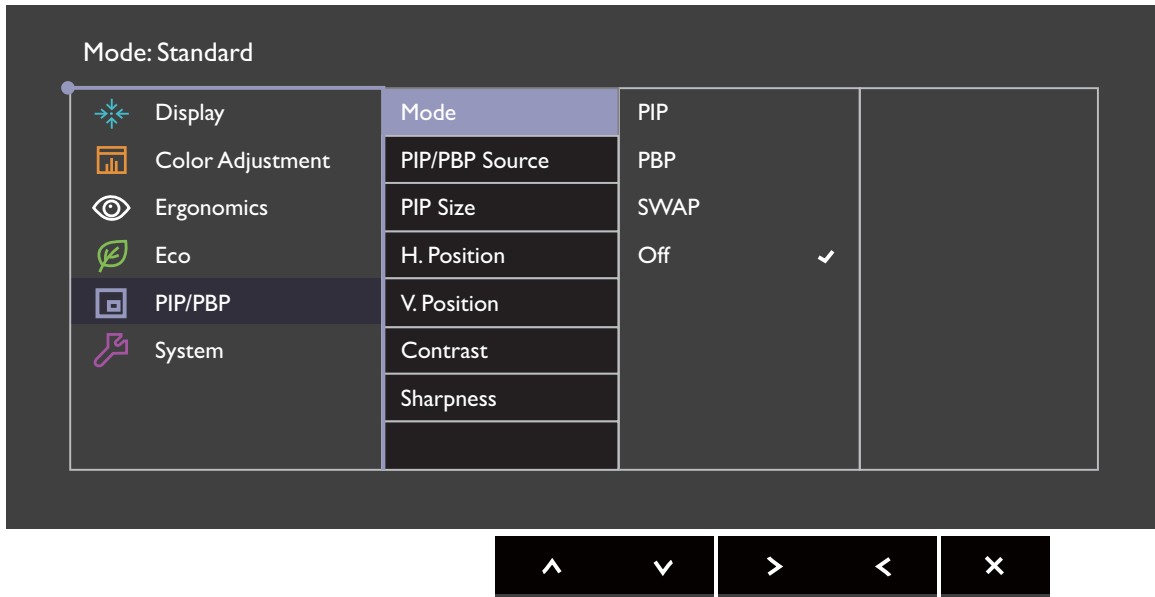 Mode: Standard
Display
Color Adjustment
Ergonomics
Eco
PIP/PBP
System
Mode
PIP/PBP Source
PIP Size
H. Position
V. Position
Contrast
Sharpness
PIP
PBP
SWAP
Off